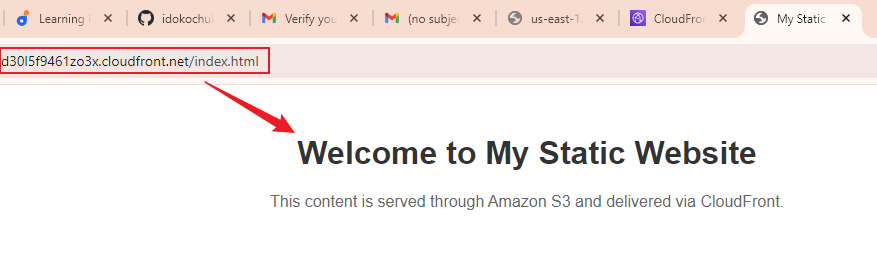 Learning
idokochu
Verify you
(no subje
us-east-1
CloudFron
My Static
d30l5f9461zo3x.cloudfront.net/index.html
Welcome to My Static Website
This content is served through Amazon S3 and delivered via CloudFront.